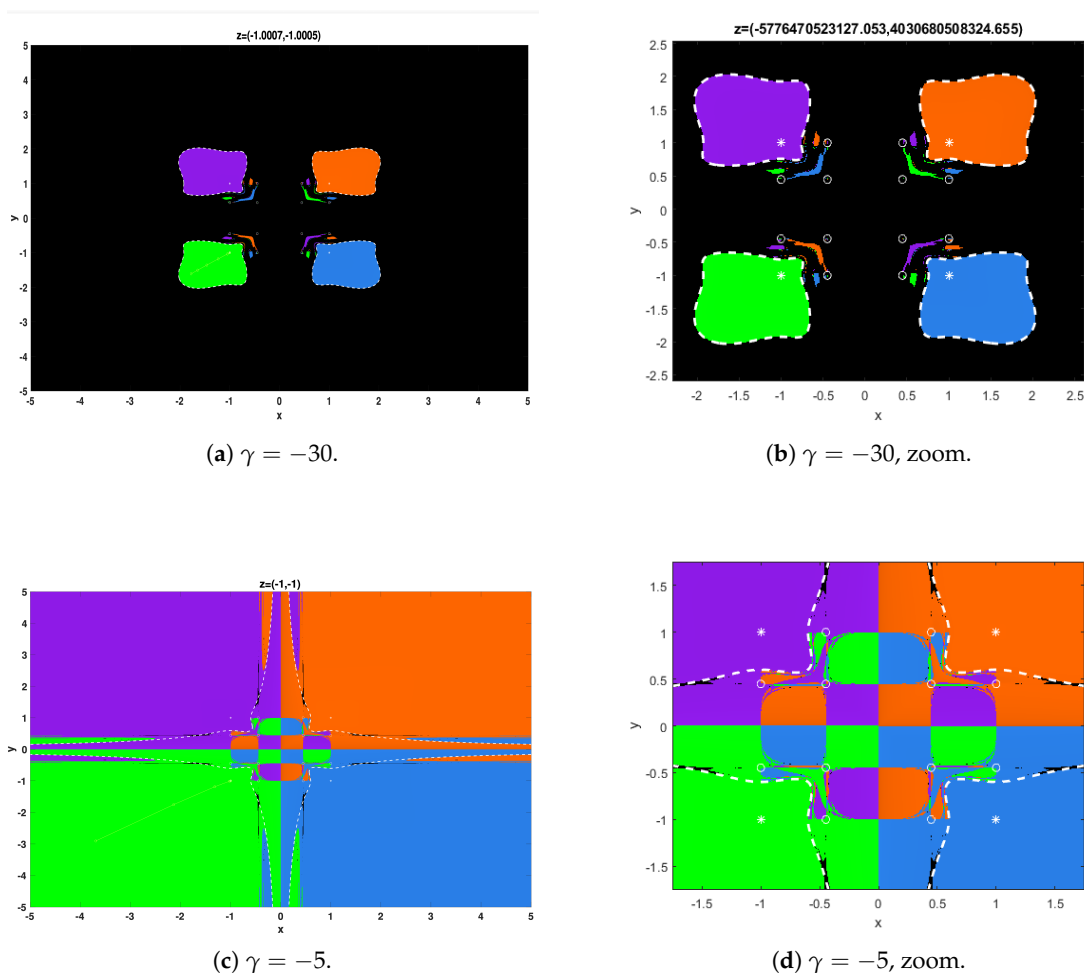 z=(-1.0007,-1.0005)
5
4
3
2
1
0
-1
-2
-3
-4
-5
y
-5 -4 -3 -2 -1 0 1 2 3 4 5
x
(a) γ = −30.
z=(-5776470523127.053,4030680508324.655)
2.5
2
1.5
1
0.5
0
-0.5
-1
-1.5
-2
-2.5
y
-2 -1.5 -1 -0.5 0 0.5 1 1.5 2 2.5
x
(b) γ = −30, zoom.
z=(-1,-1)
5
4
3
2
1
0
-1
-2
-3
-4
-5
y
-5 -4 -3 -2 -1 0 1 2 3 4 5
x
(c) γ = −5.
1.5
1
0.5
0
-0.5
-1
-1.5
y
-1.5 -1 -0.5 0 0.5 1 1.5
x
(d) γ = −5, zoom.